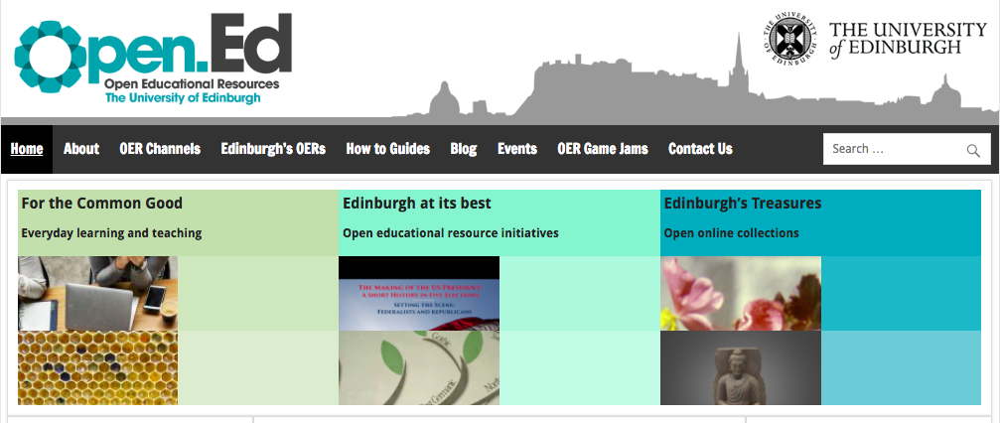 Open.Ed
Open Educational Resources
The University of Edinburgh
THE UNIVERSITY
of EDINBURGH
Home About OER Channels Edinburgh's OERs How to Guides Blog Events OER Game Jams Contact Us
Search …
For the Common Good
Everyday learning and teaching
Edinburgh at its best
Open educational resource initiatives
Edinburgh's Treasures
Open online collections
The Making of the US President:
A Short History in Five Elections
Setting the Scene:
Federalists and Republicans
Gothic